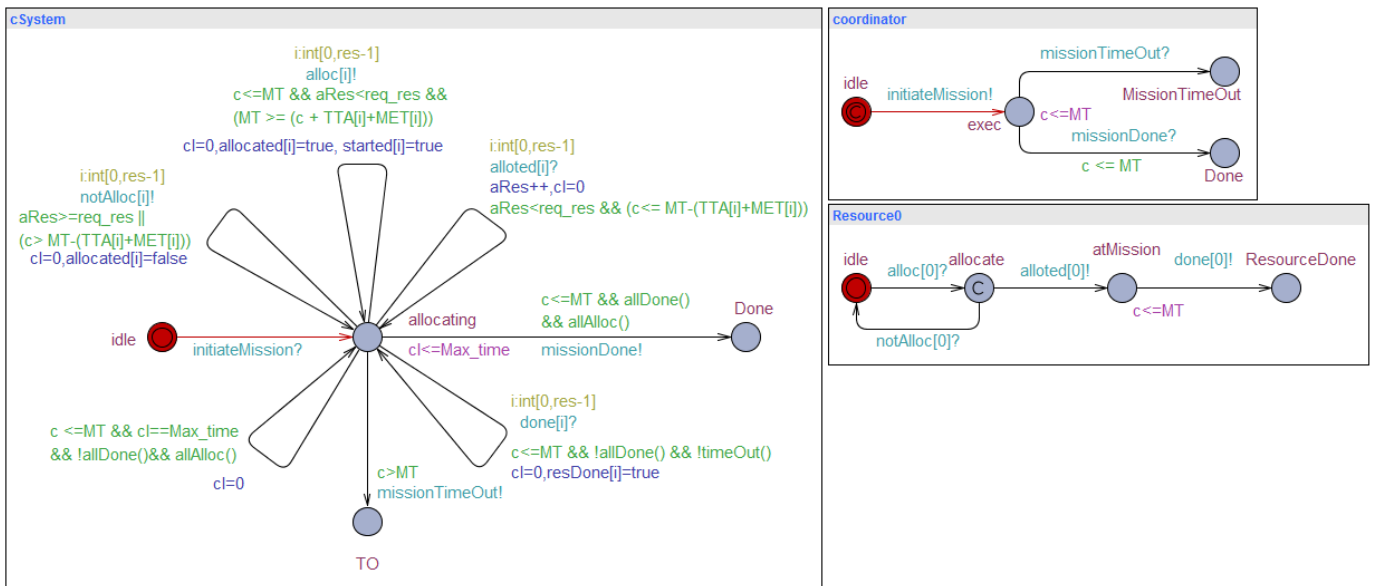 cSystem
i:int[0,res-1]
alloc[i]!
c<=MT && aRes<req_res &&
(MT >= (c + TTA[i]+MET[i]))
cl=0,allocated[i]=true, started[i]=true
i:int[0,res-1]
alloted[i]?
aRes++,cl=0
aRes<req_res && (c<= MT-(TTA[i]+MET[i]))
i:int[0,res-1]
notAlloc[i]!
aRes>=req_res ||
(c> MT-(TTA[i]+MET[i]))
cl=0,allocated[i]=false
idle
initiateMission?
allocating
cl<=Max_time
c<=MT && allDone()
&& allAlloc()
missionDone!
Done
c <=MT && cl==Max_time
&& !allDone()&& allAlloc()
cl=0
c>MT
missionTimeOut!
TO
i:int[0,res-1]
done[i]?
c<=MT && !allDone() && !timeOut()
cl=0,resDone[i]=true
coordinator
idle
C
initiateMission!
exec
c<=MT
missionTimeOut?
MissionTimeOut
missionDone?
c <= MT
Done
Resource0
idle
alloc[0]?
allocate
C
alloted[0]!
atMission
c<=MT
done[0]!
ResourceDone
notAlloc[0]?